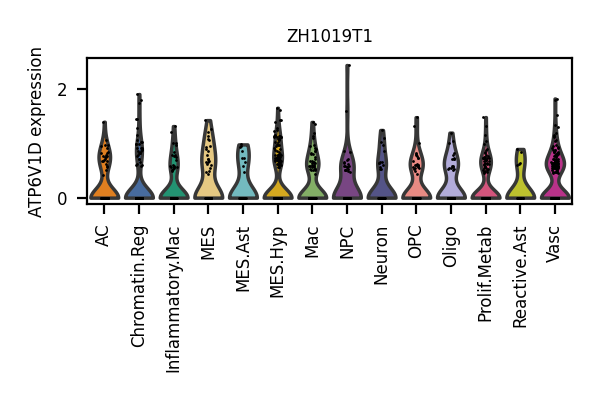 ZH1019T1
ATP6V1D expression
2
0
AC
Chromatin.Reg
Inflammatory.Mac
MES
MES.Ast
MES.Hyp
Mac
NPC
Neuron
OPC
Oligo
Prolif.Metab
Reactive.Ast
Vasc